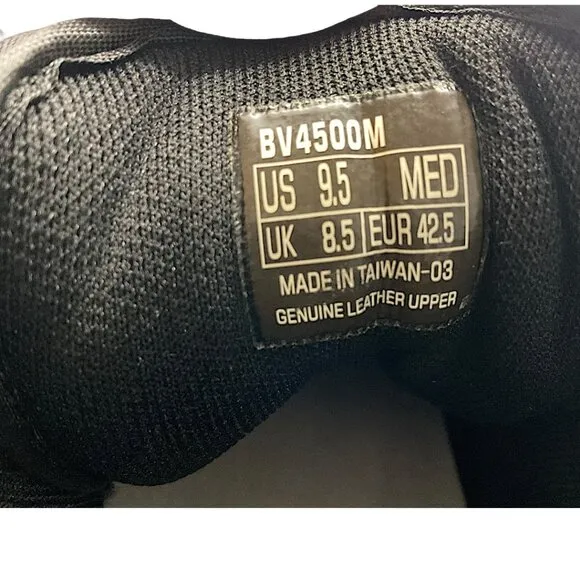 BV4500M
US 9.5 MED
UK 8.5 EUR 42.5
MADE IN TAIWAN-03
GENUINE LEATHER UPPER